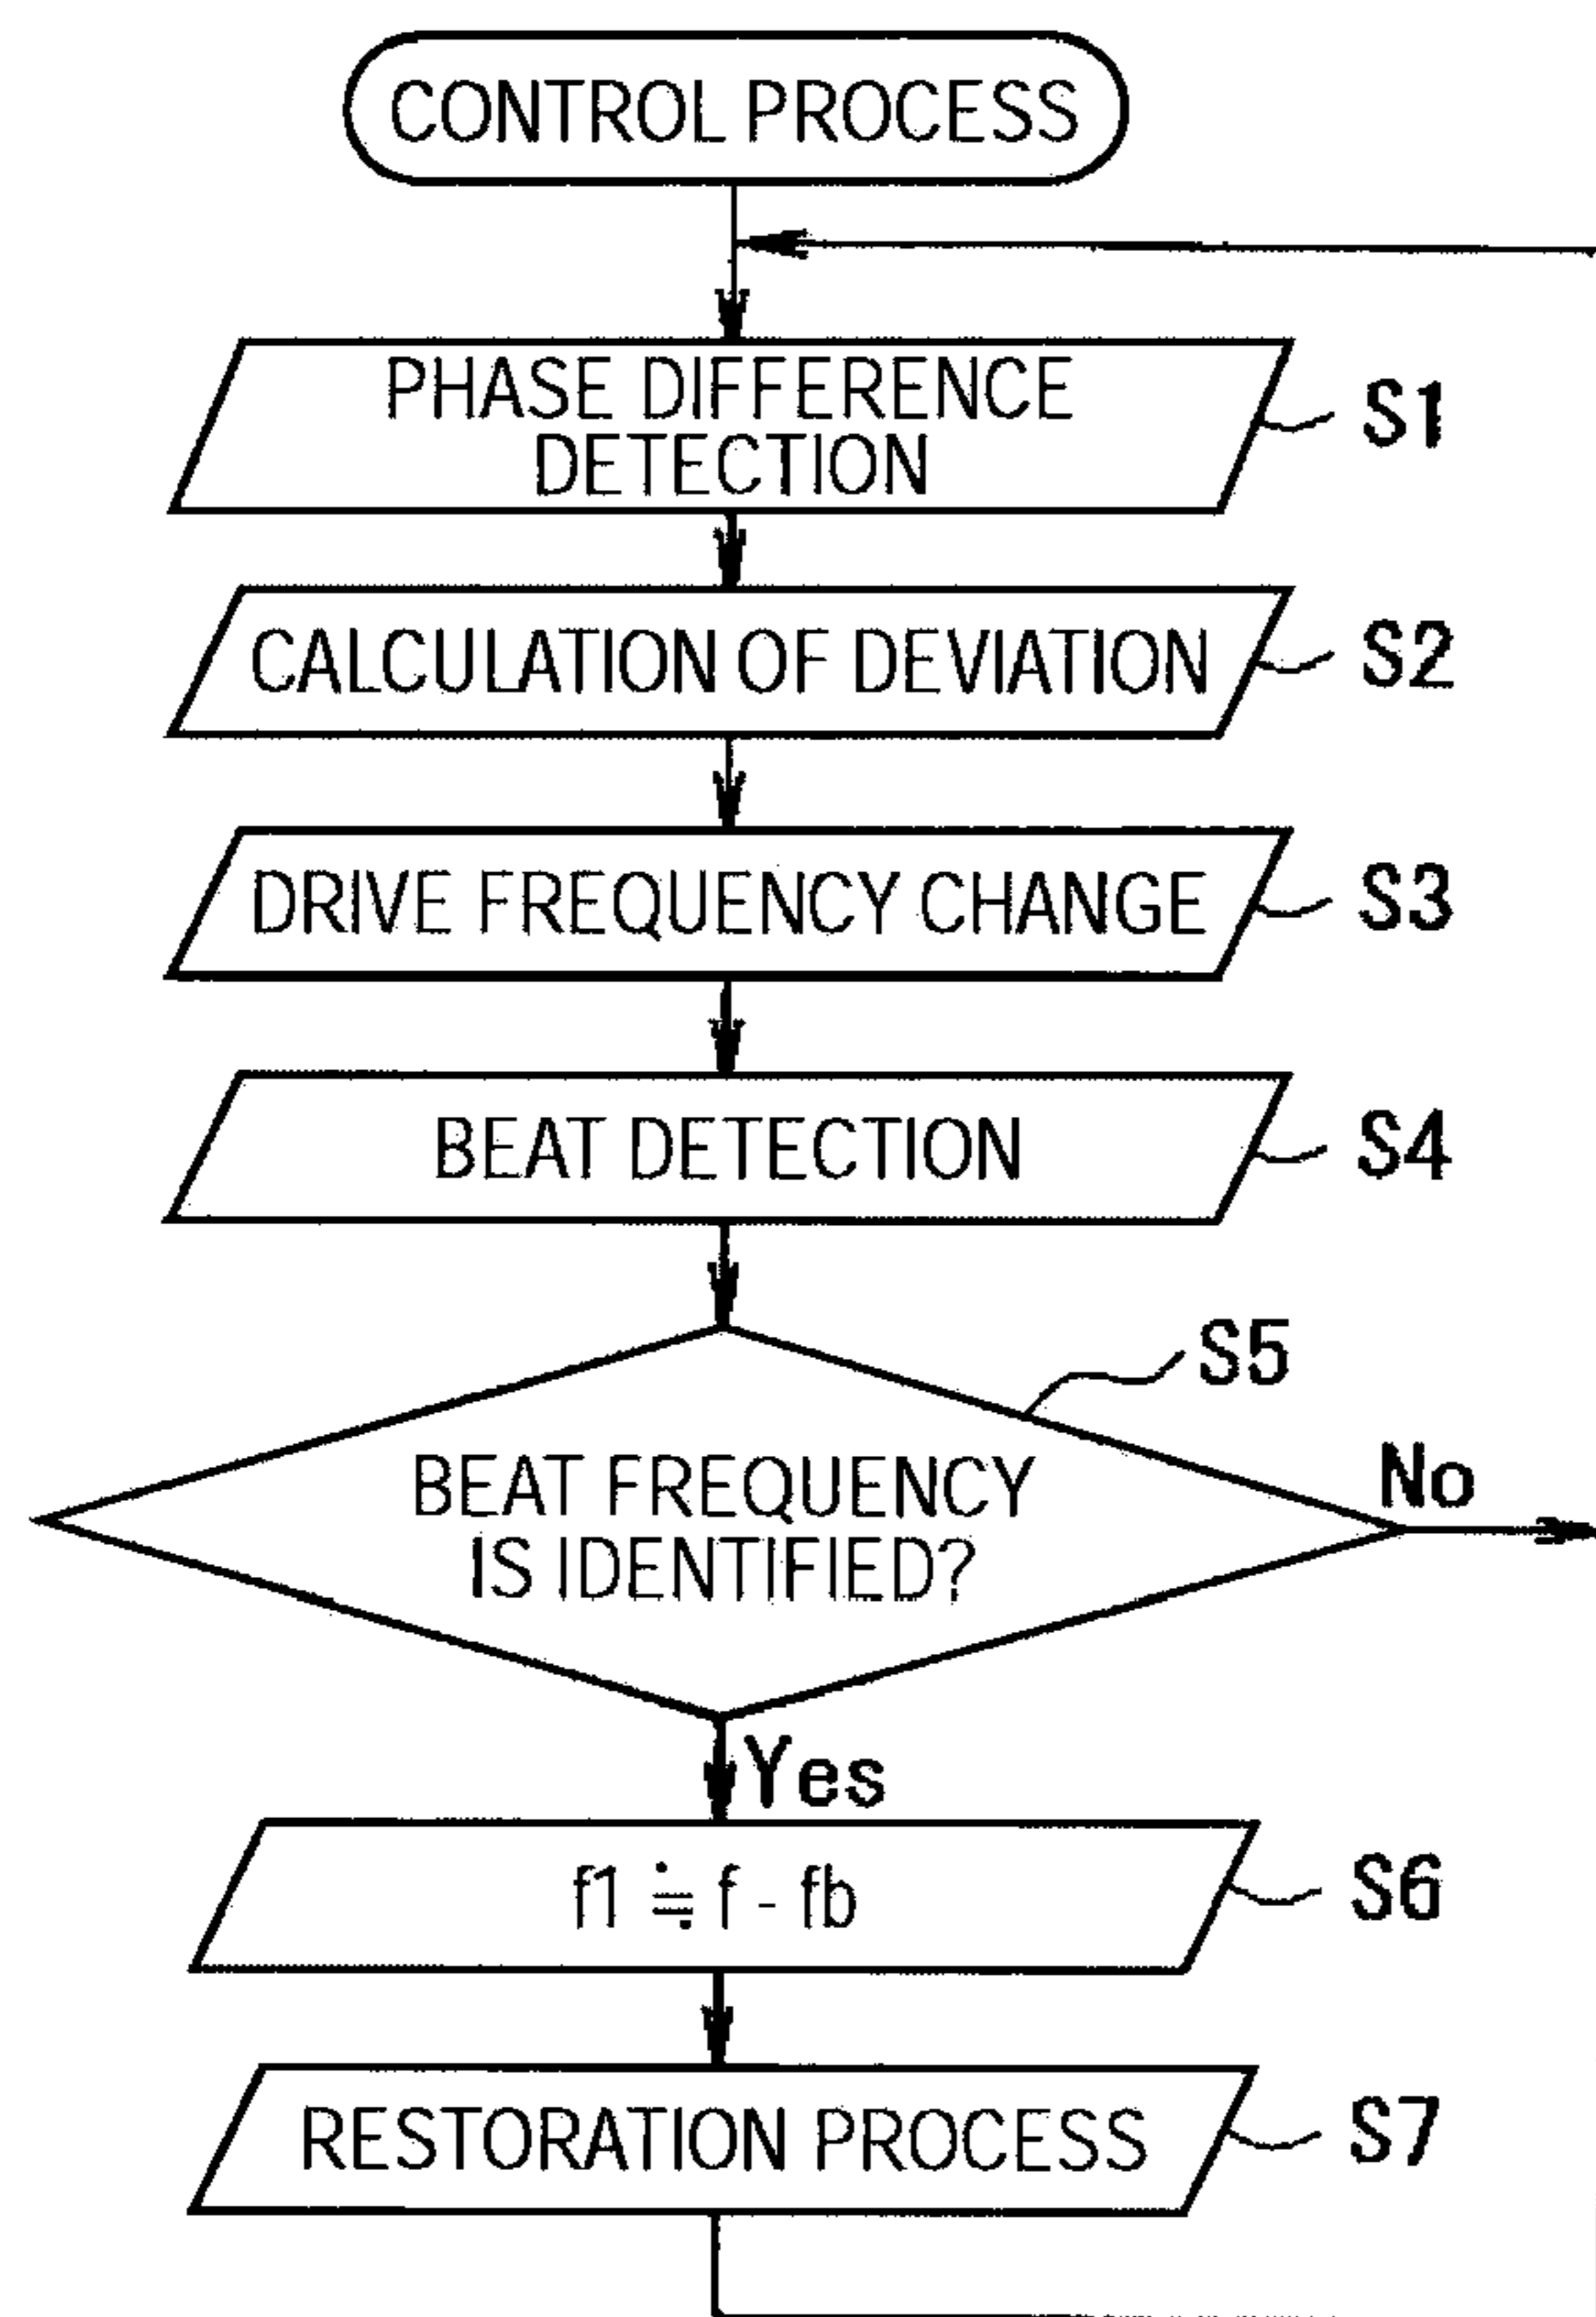 CONTROL PROCESS
PHASE DIFFERENCE
DETECTION
S1
CALCULATION OF DEVIATION
S2
DRIVE FREQUENCY CHANGE
S3
BEAT DETECTION
S4
S5
BEAT FREQUENCY
IS IDENTIFIED?
No
Yes
f1 ≒ f - fb
S6
RESTORATION PROCESS
S7